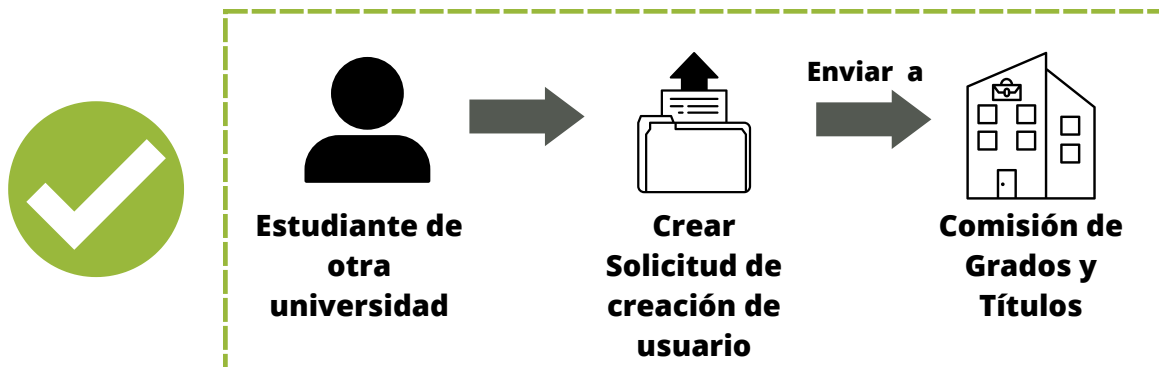 Enviar a
Estudiante de
otra
universidad
Crear
Solicitud de
creación de
usuario
Comisión de
Grados y
Títulos